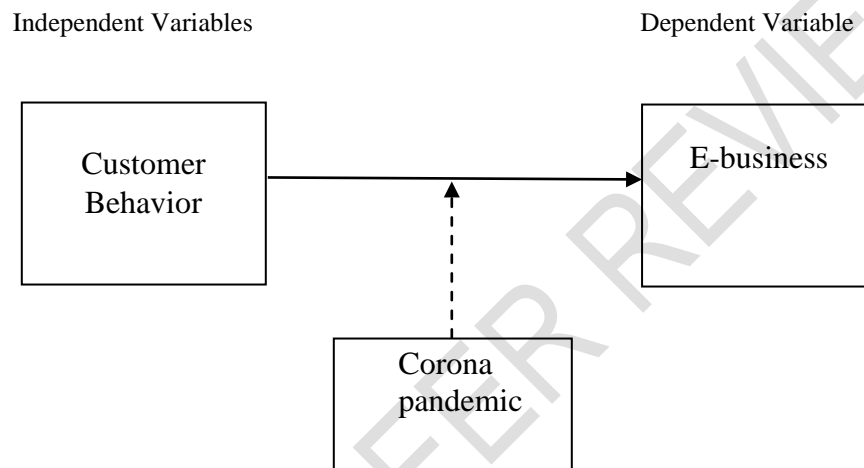 Independent Variables
Dependent Variable
Customer
Behavior
E-business
Corona
pandemic